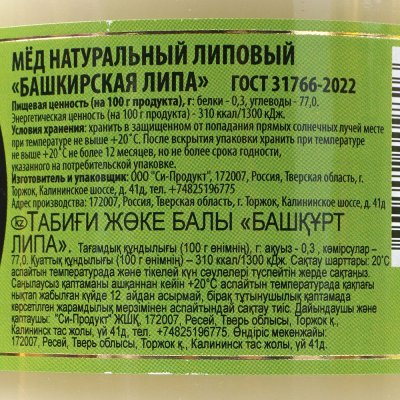 МЁД НАТУРАЛЬНЫЙ ЛИПОВЫЙ
«БАШКИРСКАЯ ЛИПА» ГОСТ 31766-2022
Пищевая ценность (на 100 г продукта), г: белки - 0,3, углеводы - 77,0.
Энергетическая ценность (на 100 г продукта) - 310 ккал/1300 кДж.
Условия хранения: хранить в защищенном от попадания прямых солнечных лучей месте
при температуре не выше +20 ˚С. После вскрытия упаковки хранить при температуре
не выше +20˚С не более 12 месяцев, но не более срока годности,
указанного на потребительской упаковке.
Изготовитель и упаковщик: ООО "Си-Продукт", 172007, Россия, Тверская область, г.
Торжок, Калининское шоссе, д. 41д, тел. +74825196775
Адрес производства: 172007, Россия, Тверская область, г. Торжок, Калининское шоссе, д. 41д
KZ ТАБИҒИ ЖӨКЕ БАЛЫ «БАШҚҰРТ
ЛИПА». Тағамдық құндылығы (100 г өнімнің), г: ақуыз - 0,3 , көмірсулар –
77,0. Қуаттық құндылығы (100 г өнімнің) – 310 ккал/1300 кДж. Сақтау шарттары: 20˚С
аспайтын температурада және тікелей күн сәулелері түспейтін жерде сақтаңыз.
Саңылаусыз қаптаманы ашқаннан кейін +20˚С аспайтын температурада қақпағы
нықтап жабылған күйде 12 айдан асырмай, бірақ тұтынушылық қаптамада
көрсетілген жарамдылық мерзімінен аспайтындай сақтау тиіс. Дайындаушы және
қаптаушы: "Си-Продукт" ЖШҚ, 172007, Ресей, Тверь облысы, Торжок қ.,
Калининск тас жолы, үй 41д. тел. +74825196775. Өндіріс мекенжайы:
172007, Ресей, Тверь облысы, Торжок қ.,
Калининск тас жолы, үй 41д